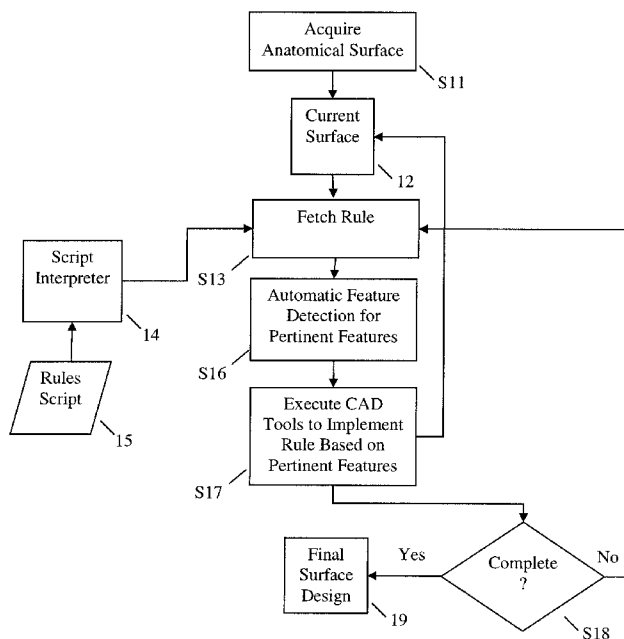 Acquire
Anatomical Surface
S11
Current
Surface
12
Fetch Rule
S13
Script
Interpreter
14
Rules
Script
15
Automatic Feature
Detection for
Pertinent Features
S16
Execute CAD
Tools to Implement
Rule Based on
Pertinent Features
S17
Complete
?
Yes
No
S18
Final
Surface
Design
19